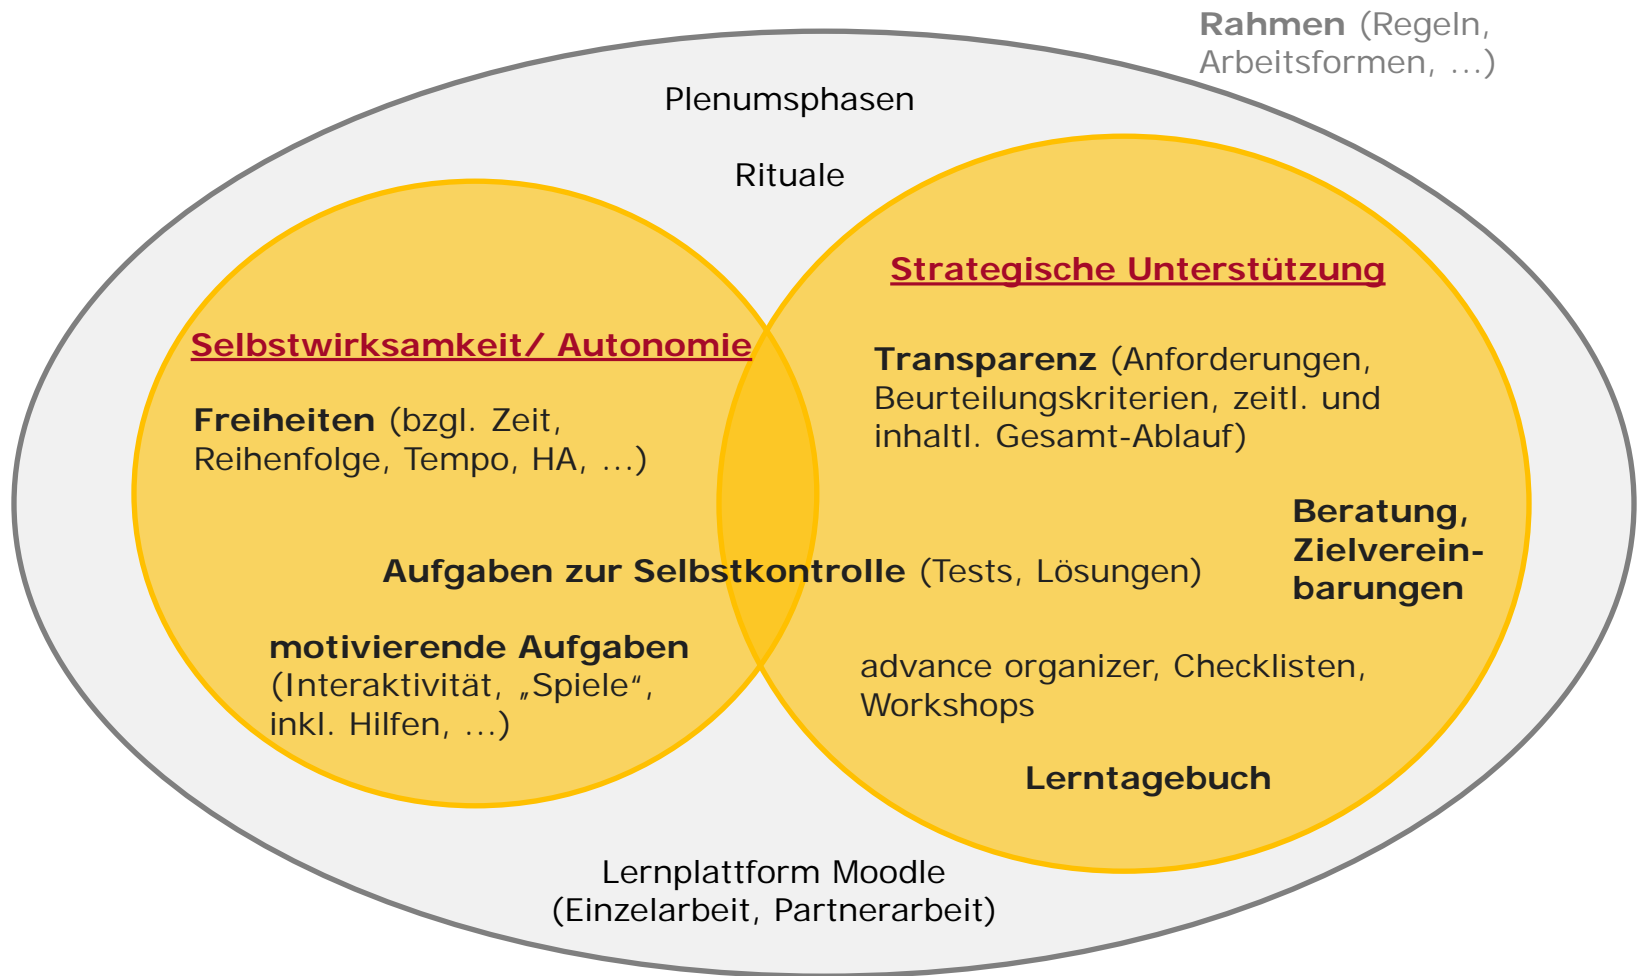 Rahmen (Regeln,
Arbeitsformen, ...)
Plenumsphasen
Rituale
Selbstwirksamkeit/ Autonomie
Freiheiten (bzgl. Zeit,
Reihenfolge, Tempo, HA, ...)
Strategische Unterstützung
Transparenz (Anforderungen,
Beurteilungskriterien, zeitl. und
inhaltl. Gesamt-Ablauf)
Beratung,
Zielverein-
barungen
Aufgaben zur Selbstkontrolle (Tests, Lösungen)
motivierende Aufgaben
(Interaktivität, „Spiele“,
inkl. Hilfen, ...)
advance organizer, Checklisten,
Workshops
Lerntagebuch
Lernplattform Moodle
(Einzelarbeit, Partnerarbeit)